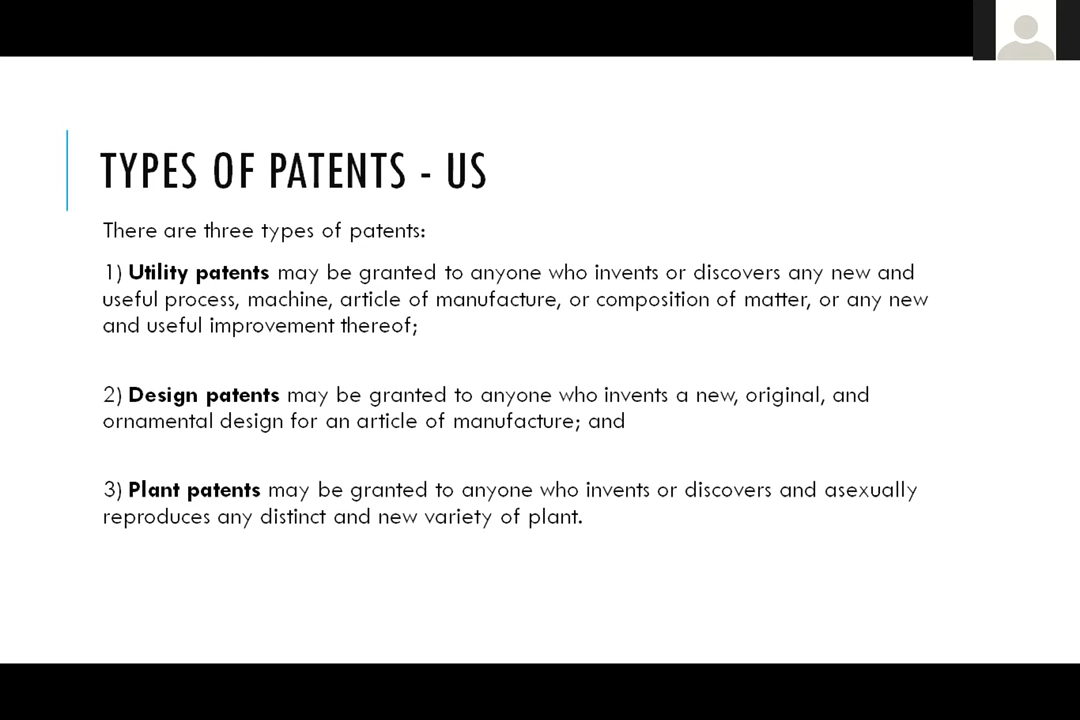 TYPES OF PATENTS - US
There are three types of patents:
1) Utility patents may be granted to anyone who invents or discovers any new and
useful process, machine, article of manufacture, or composition of matter, or any new
and useful improvement thereof;
2) Design patents may be granted to anyone who invents a new, original, and
ornamental design for an article of manufacture; and
3) Plant patents may be granted to anyone who invents or discovers and asexually
reproduces any distinct and new variety of plant.